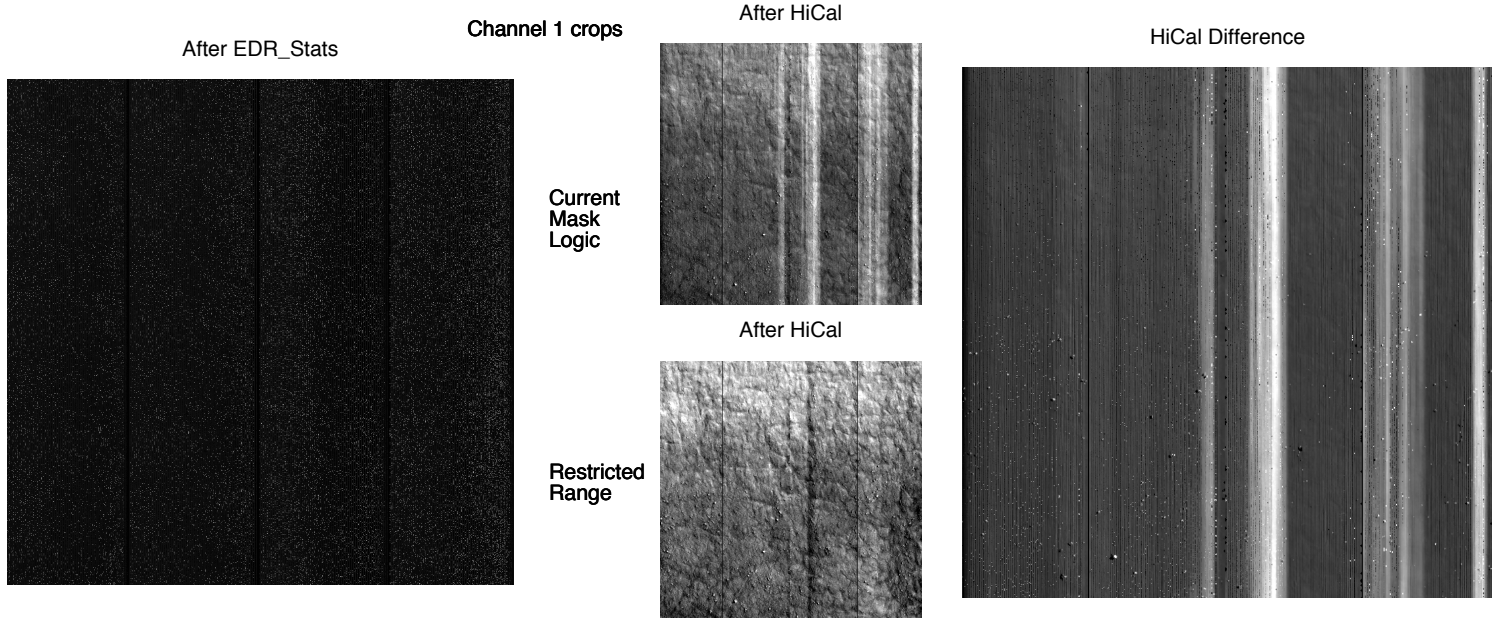 Channel 1 crops
After EDR_Stats
After HiCal
HiCal Difference
Current
Mask
Logic
After HiCal
Restricted
Range